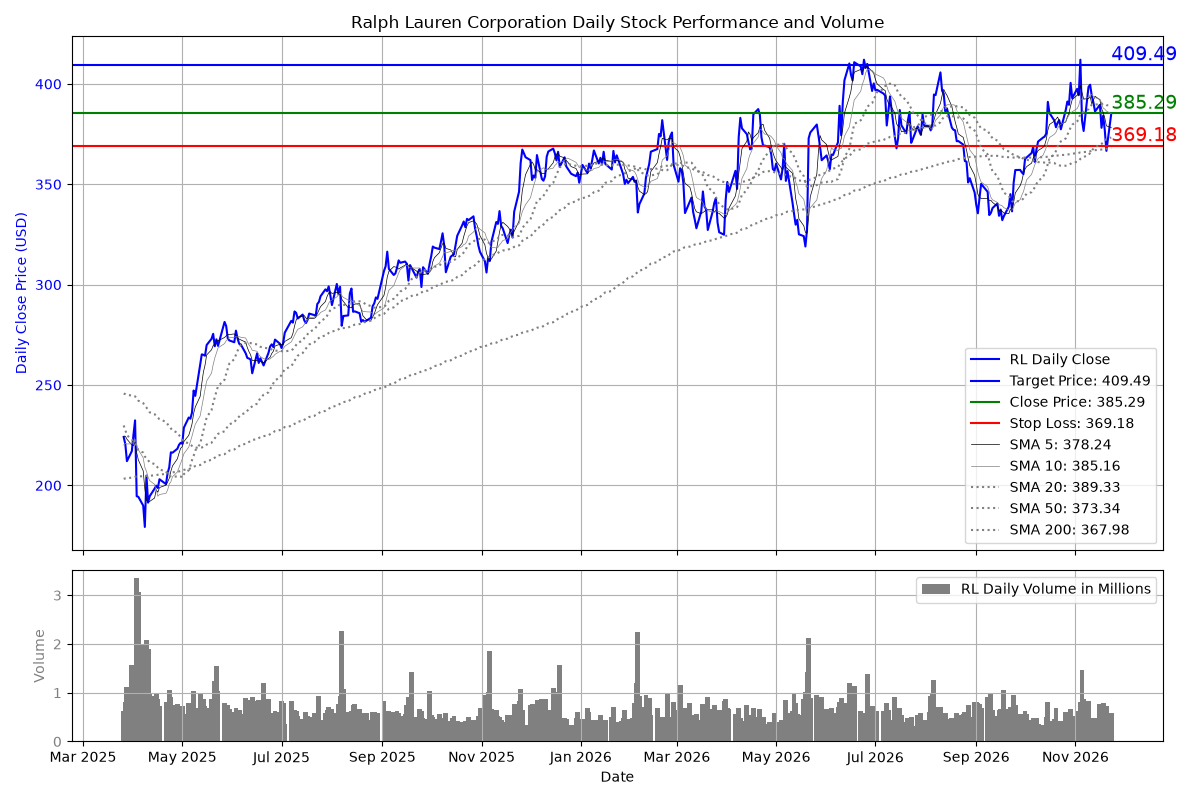 Ralph Lauren Corporation Daily Stock Performance and Volume
409.49
385.29
369.18
400
350
300
250
200
Daily Close Price (USD)
RL Daily Close
Target Price: 409.49
Close Price: 385.29
Stop Loss: 369.18
SMA 5: 378.24
SMA 10: 385.16
SMA 20: 389.33
SMA 50: 373.34
SMA 200: 367.98
3
2
1
0
Volume
RL Daily Volume in Millions
Mar 2025 May 2025 Jul 2025 Sep 2025 Nov 2025 Jan 2026 Mar 2026 May 2026 Jul 2026 Sep 2026 Nov 2026
Date